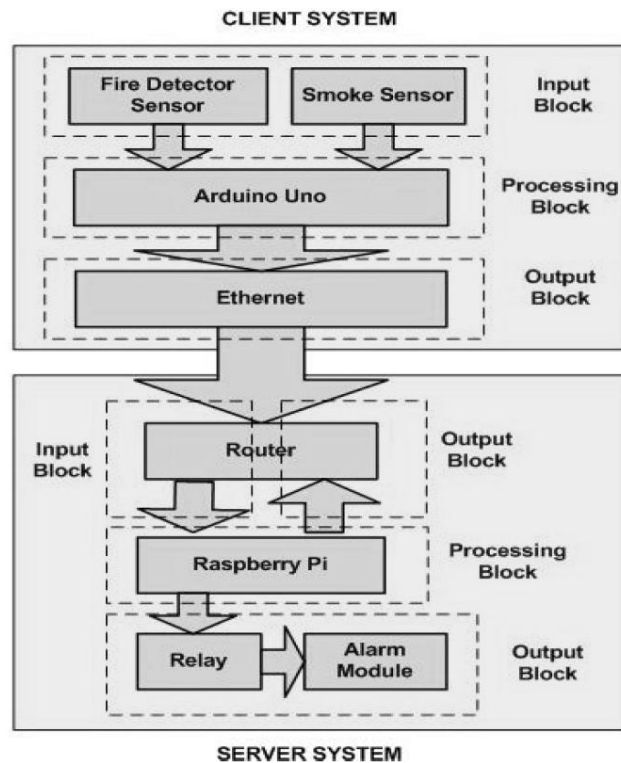 CLIENT SYSTEM
Fire Detector
Sensor
Smoke Sensor
Input
Block
Arduino Uno
Processing
Block
Ethernet
Output
Block
Input
Block
Router
Output
Block
Raspberry Pi
Processing
Block
Relay
Alarm
Module
Output
Block
SERVER SYSTEM